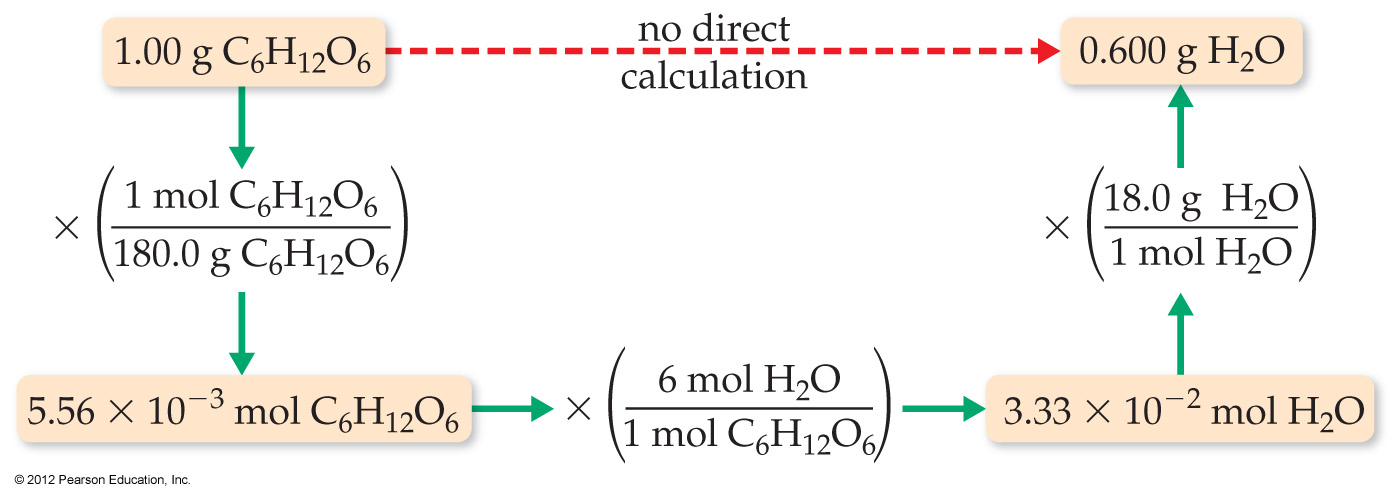 1.00 g C₆H₁₂O₆
no direct
calculation
0.600 g H₂O
× (1 mol C₆H₁₂O₆
180.0 g C₆H₁₂O₆)
× (18.0 g H₂O
1 mol H₂O)
5.56 × 10⁻³ mol C₆H₁₂O₆
× (6 mol H₂O
1 mol C₆H₁₂O₆)
3.33 × 10⁻² mol H₂O
© 2012 Pearson Education, Inc.